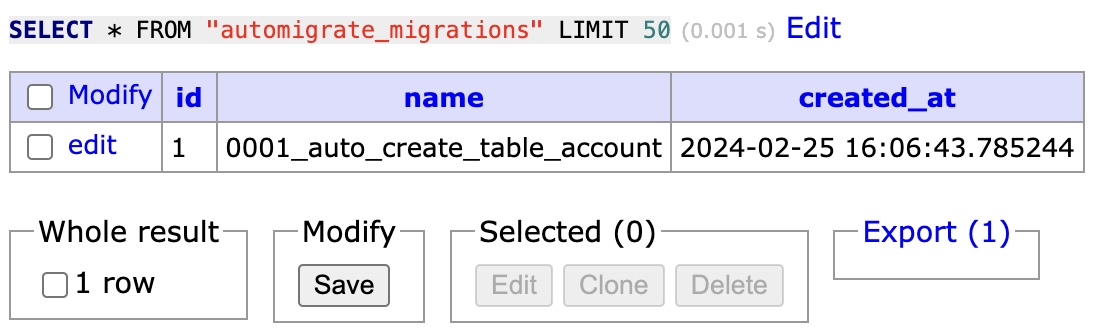 SELECT * FROM "automigrate_migrations" LIMIT 50 (0.001 s) Edit
Modify id name created_at
edit 1 0001_auto_create_table_account 2024-02-25 16:06:43.785244
Whole result Modify Selected (0) Export (1)
1 row Save Edit Clone Delete